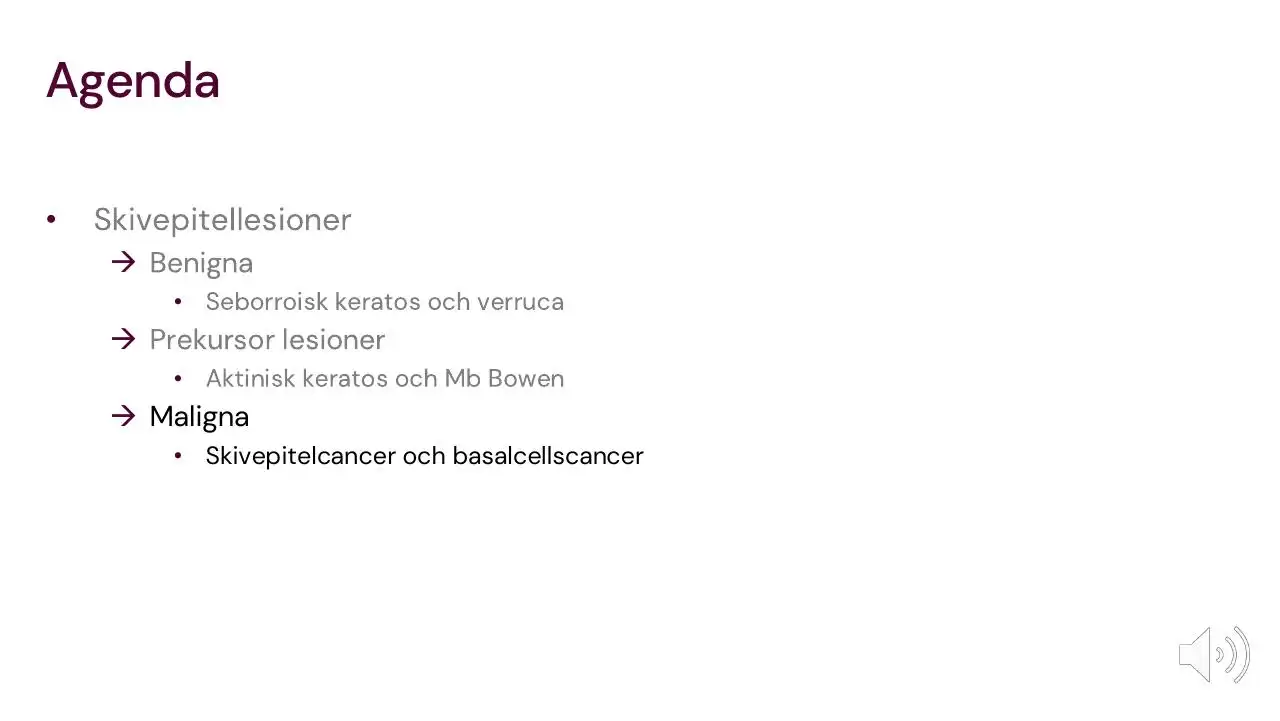 Agenda
• Skivepitellesioner
→ Benigna
• Seborroisk keratos och verruca
→ Prekursor lesioner
• Aktinisk keratos och Mb Bowen
→ Maligna
• Skivepitelcancer och basalcellscancer